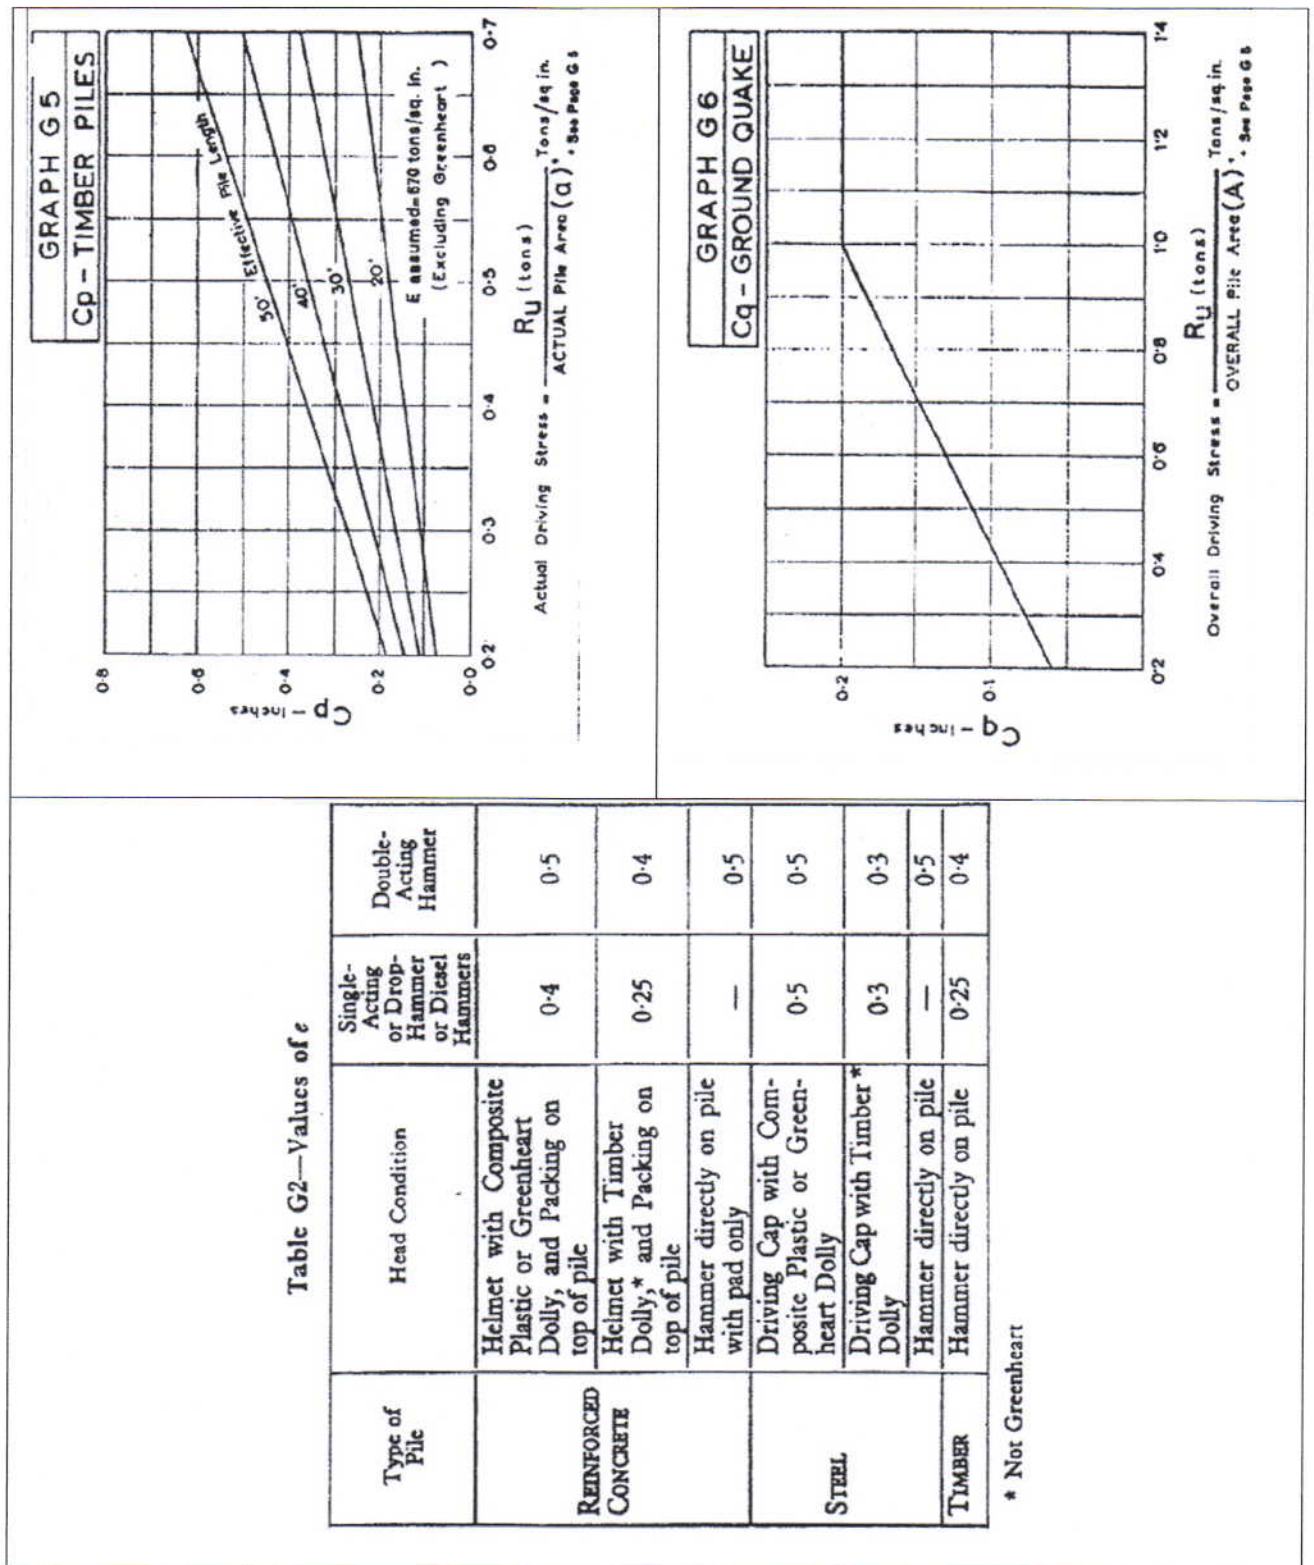 Table G2—Values of e
Type of
Pile
Head Condition
Single-
Acting
or Drop-
Hammer
or Diesel
Hammers
Double-
Acting
Hammer
REINFORCED
CONCRETE
Helmet with Composite
Plastic or Greenheart
Dolly, and Packing on
top of pile
0·4
0·5
Helmet with Timber
Dolly,* and Packing on
top of pile
0·25
0·4
Hammer directly on pile
with pad only
—
0·5
STEEL
Driving Cap with Com-
posite Plastic or Green-
heart Dolly
0·5
0·5
Driving Cap with Timber*
Dolly
0·3
0·3
Hammer directly on pile
—
0·5
TIMBER
Hammer directly on pile
0·25
0·4
* Not Greenheart
GRAPH G5
Cp – TIMBER PILES
Cp – inches
0·8
0·6
0·4
0·2
0·0
50' Effective Pile Length
40'
30'
20'
E assumed=670 tons/sq. in.
(Excluding Greenheart )
0·2
0·3
0·4
0·5
0·6
0·7
Actual Driving Stress = Ru (tons) Tons/sq in.
ACTUAL Pile Area (a)*
* See Page G5
GRAPH G6
Cq – GROUND QUAKE
Cq – inches
0·2
0·1
0·2
0·4
0·6
0·8
1·0
1·2
1·4
Overall Driving Stress = Ru (tons) Tons/sq in.
OVERALL Pile Area (A)*
* See Page G5